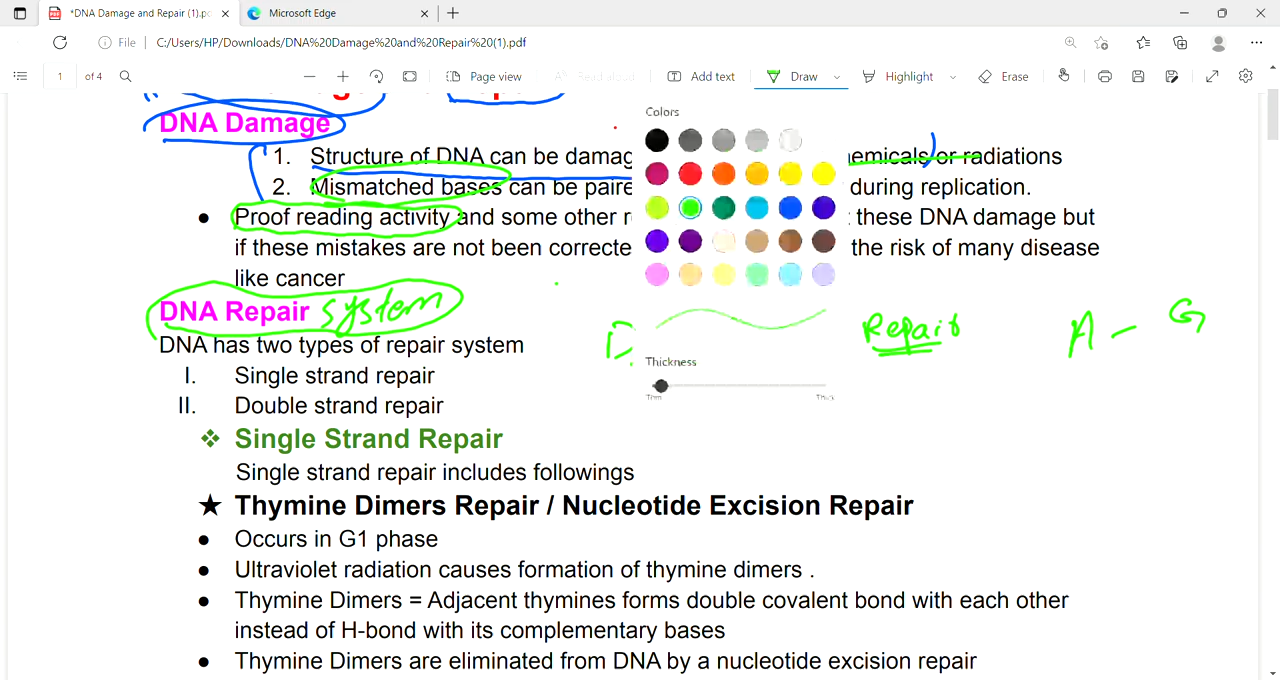 *DNA Damage and Repair (1).pd
Microsoft Edge
File C:/Users/HP/Downloads/DNA%20Damage%20and%20Repair%20(1).pdf
1 of 4 Page view Read aloud Add text Draw Highlight Erase
DNA Damage
1. Structure of DNA can be damag
hemicals or radiations
2. Mismatched bases can be paire
during replication.
● Proof reading activity and some other r
these DNA damage but
if these mistakes are not been correcte
the risk of many disease
like cancer
Colors
Thickness
Thin Thick
DNA Repair system
Repair
A - G
DNA has two types of repair system
I. Single strand repair
II. Double strand repair
❖ Single Strand Repair
Single strand repair includes followings
★ Thymine Dimers Repair / Nucleotide Excision Repair
● Occurs in G1 phase
● Ultraviolet radiation causes formation of thymine dimers .
● Thymine Dimers = Adjacent thymines forms double covalent bond with each other
instead of H-bond with its complementary bases
● Thymine Dimers are eliminated from DNA by a nucleotide excision repair